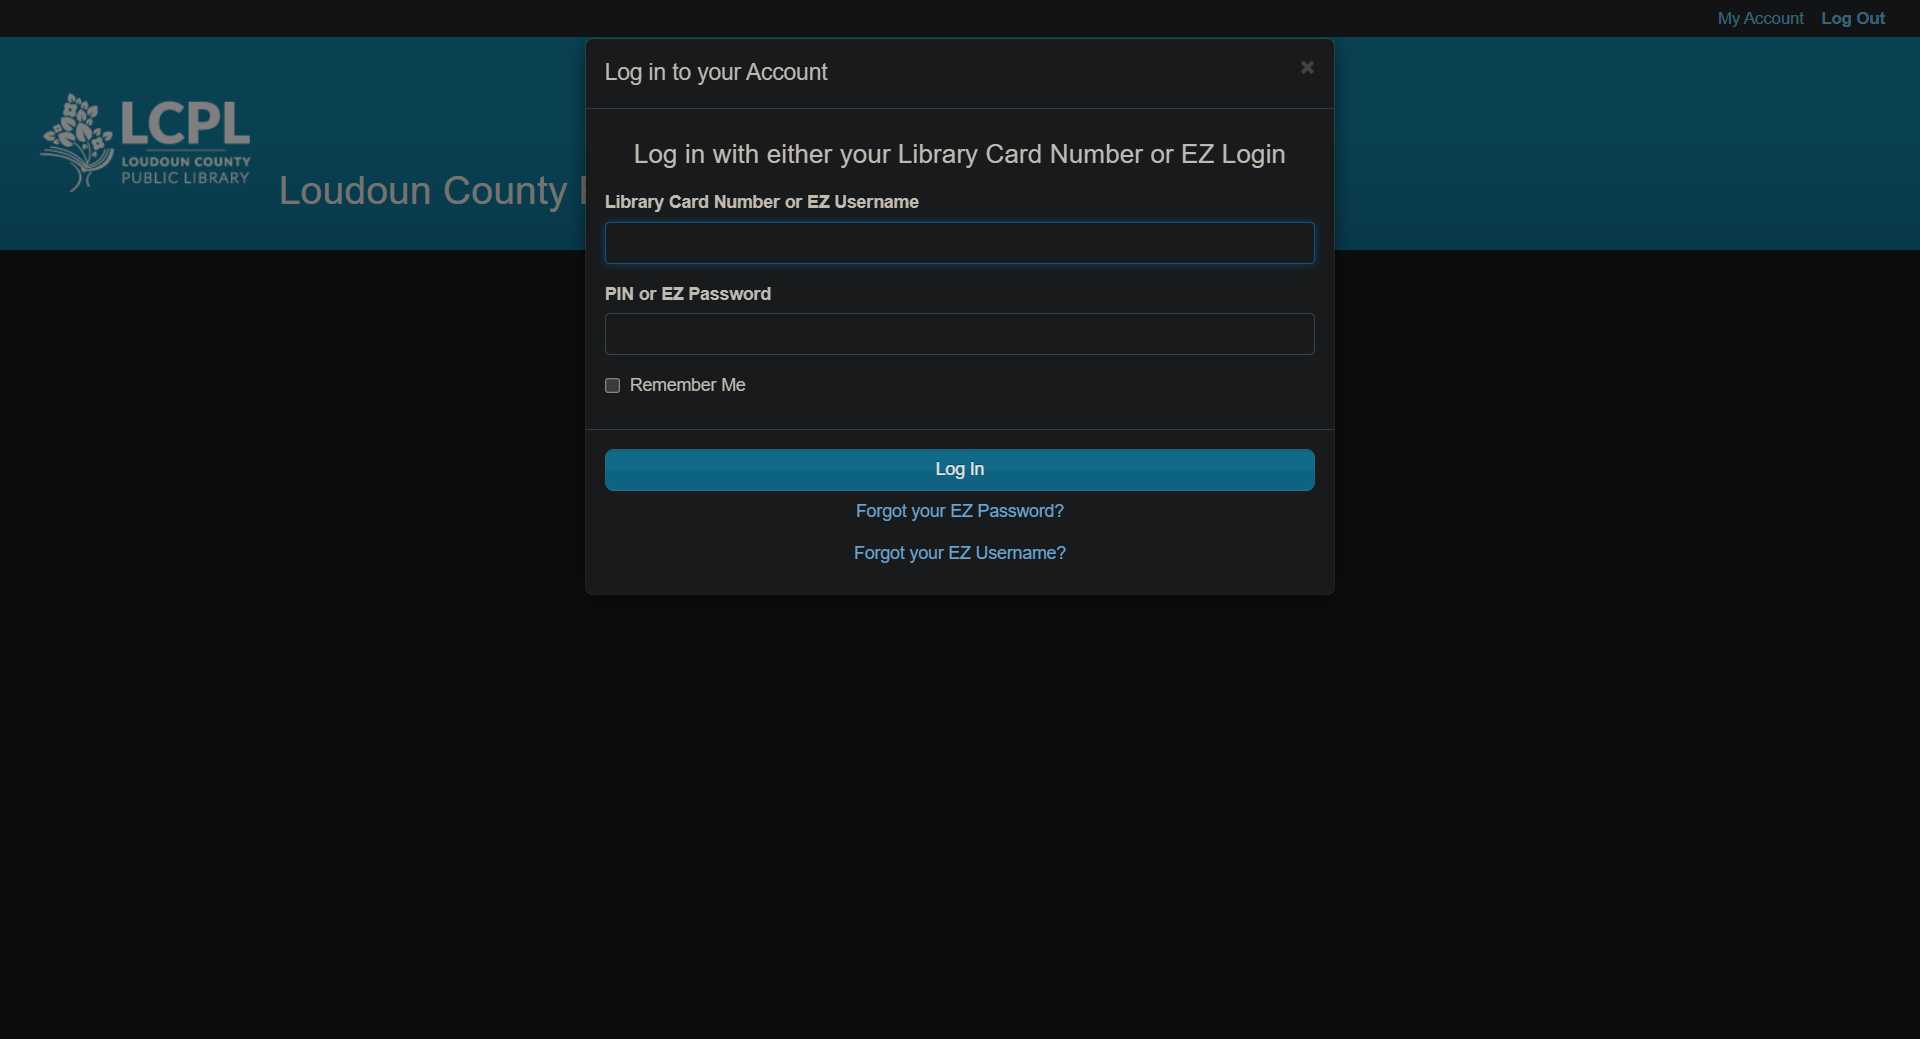 My Account Log Out
Log in to your Account
×
LCPL
LOUDOUN COUNTY
PUBLIC LIBRARY
Loudoun County
Log in with either your Library Card Number or EZ Login
Library Card Number or EZ Username
PIN or EZ Password
Remember Me
Log In
Forgot your EZ Password?
Forgot your EZ Username?